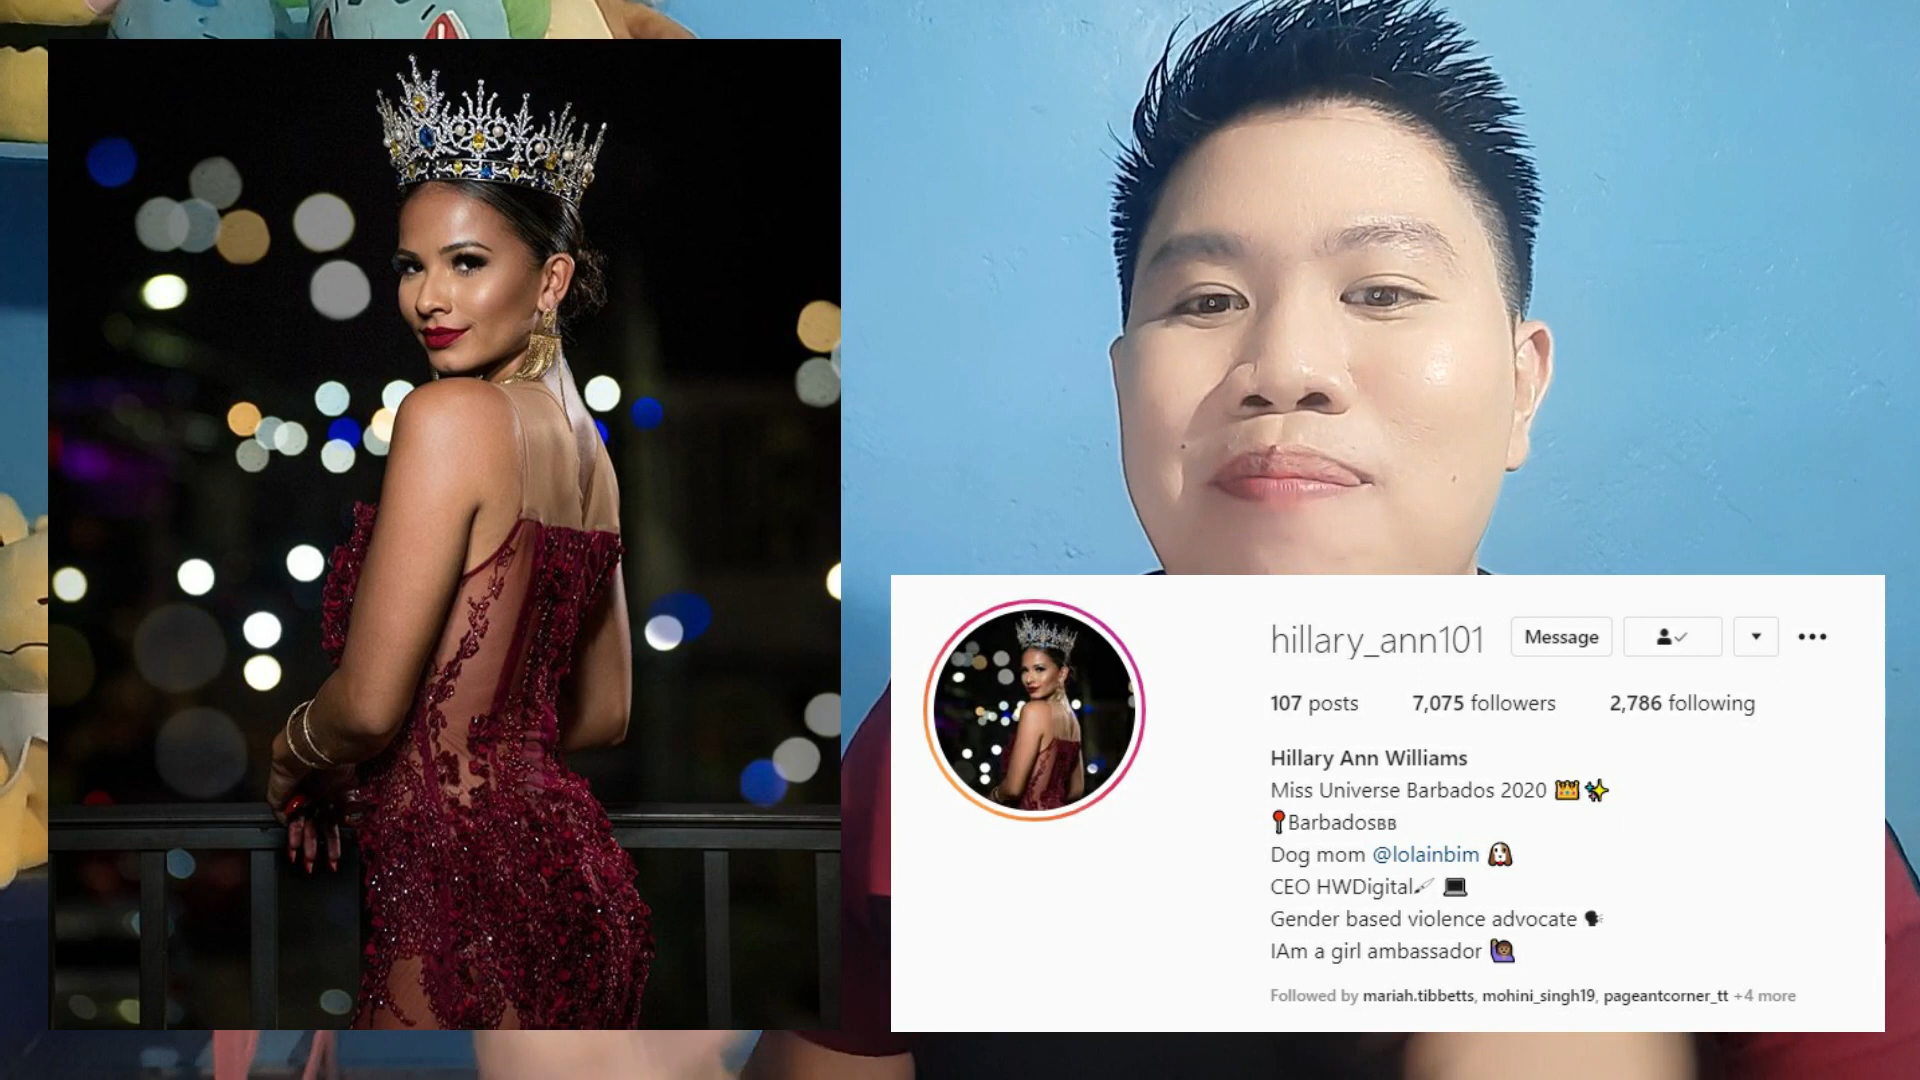 hillary_ann101 Message
107 posts 7,075 followers 2,786 following
Hillary Ann Williams
Miss Universe Barbados 2020 👑✨
📍Barbados🇧🇧
Dog mom @lolainbim 🐶
CEO HWDigital🖌 💻
Gender based violence advocate 🗣
IAm a girl ambassador 🙋🏾‍♀️
Followed by mariah.tibbetts, mohini_singh19, pageantcorner_tt +4 more